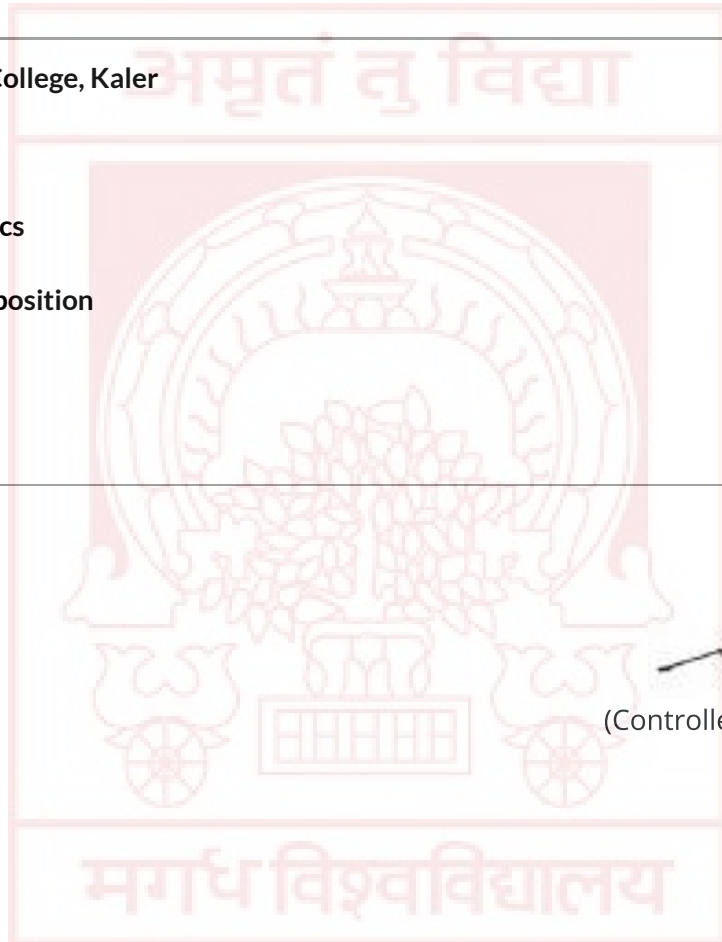 अमृतं तु विद्या
College, Kaler
cs
position
(Controlle
मगध विश्वविद्यालय